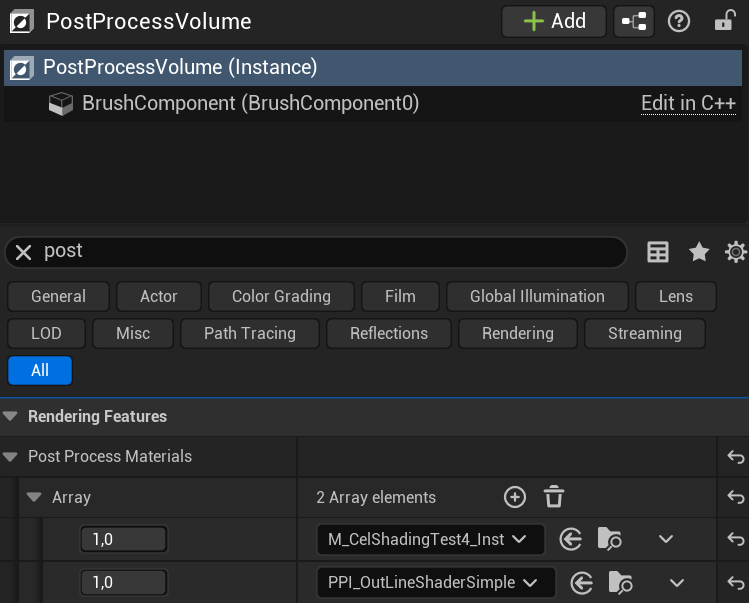 PostProcessVolume
Add
PostProcessVolume (Instance)
BrushComponent (BrushComponent0)
Edit in C++
post
General
Actor
Color Grading
Film
Global Illumination
Lens
LOD
Misc
Path Tracing
Reflections
Rendering
Streaming
All
Rendering Features
Post Process Materials
Array
2 Array elements
1,0
M_CelShadingTest4_Inst
1,0
PPI_OutLineShaderSimple